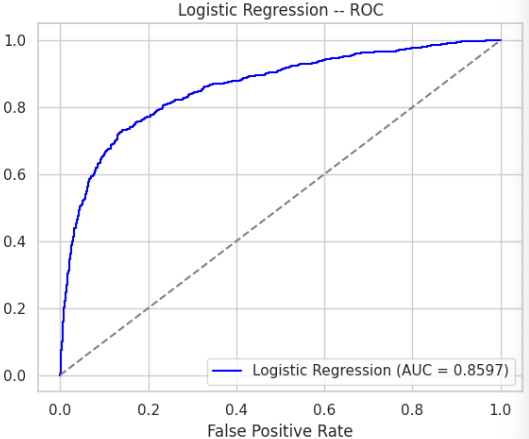 Logistic Regression -- ROC
1.0
0.8
0.6
0.4
0.2
0.0
Logistic Regression (AUC = 0.8597)
0.0 0.2 0.4 0.6 0.8 1.0
False Positive Rate